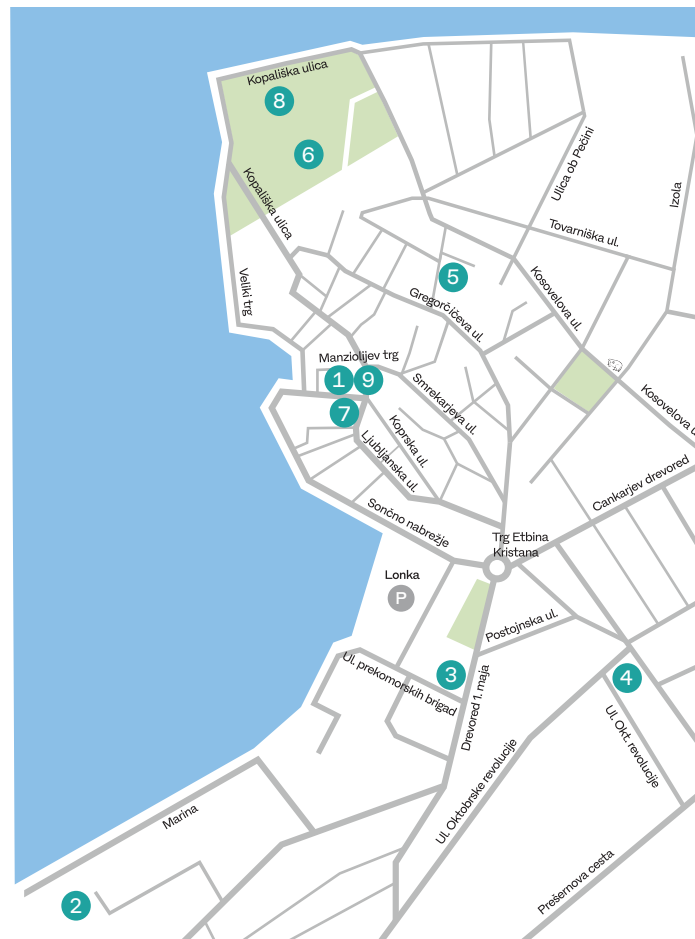 Kopališka ulica
8
6
Kopališka ulica
Ulica ob Pečini
Izola
Tovarniška ul.
Veliki trg
5
Kosovelova ul.
Gregorčičeva ul.
Manziolijev trg
1
9
7
Smrekarjeva ul.
Kosovelova u
Koprska ul.
Ljubljanska ul.
Cankarjev drevored
Sončno nabrežje
Trg Etbina
Kristana
Lonka
P
Postojnska ul.
Ul. prekomorskih brigad
3
4
Drevored 1. maja
Ul. Okt. revolucije
Ul. Oktobrske revolucije
Marina
Prešernova cesta
2